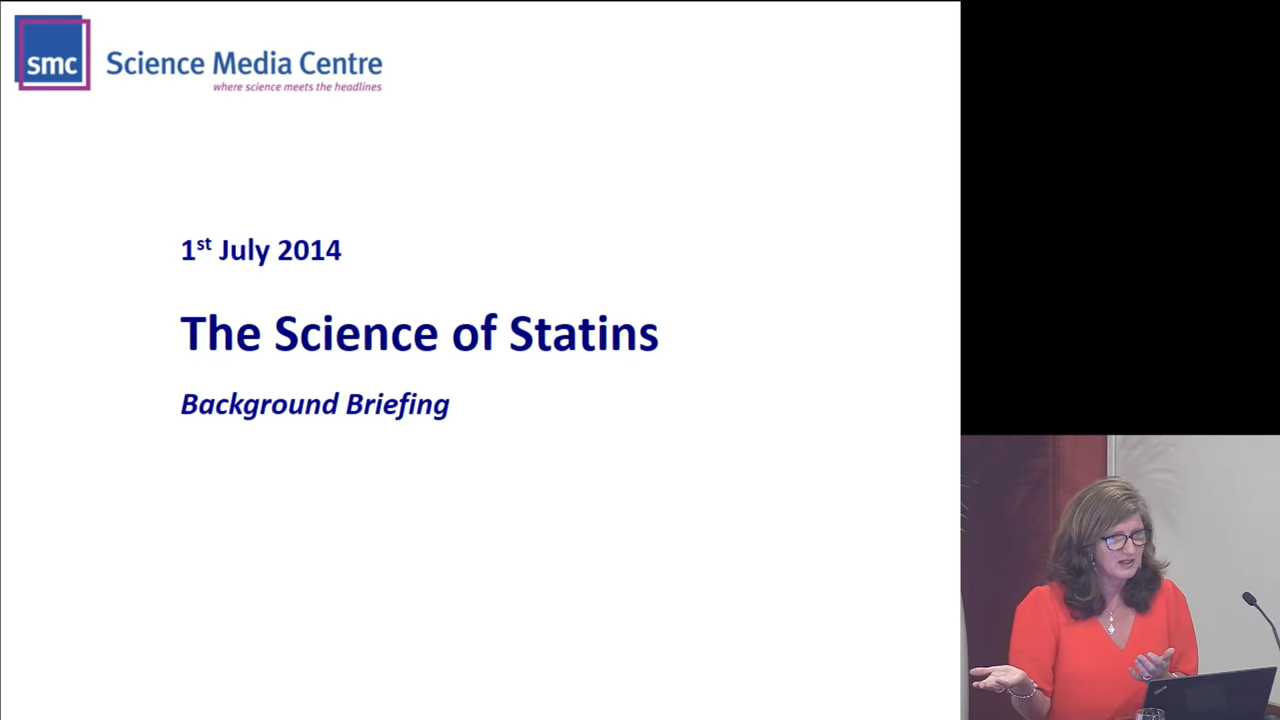 smc
Science Media Centre
where science meets the headlines
1st July 2014
The Science of Statins
Background Briefing